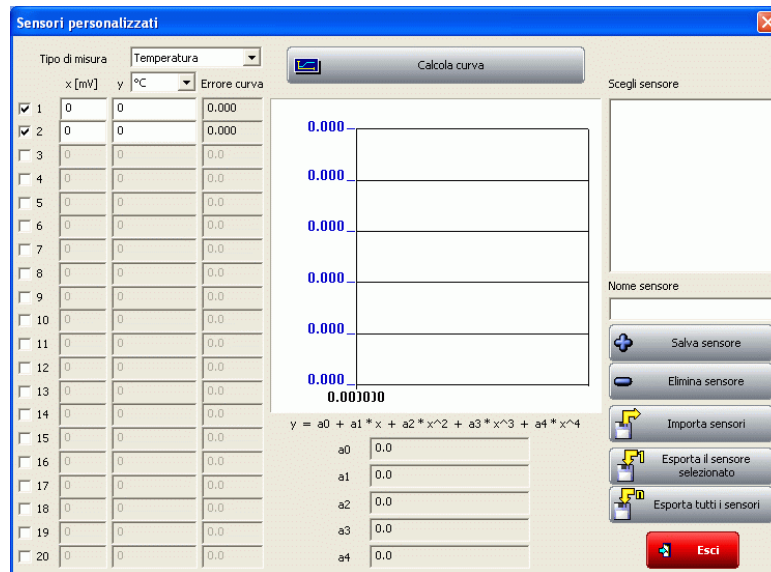 Sensori personalizzati
Tipo di misura Temperatura
Calcola curva
x [mV] y °C Errore curva
Scegli sensore
1 0 0 0.000
2 0 0 0.000
3 0 0 0.0
4 0 0 0.0
5 0 0 0.0
6 0 0 0.0
7 0 0 0.0
8 0 0 0.0
9 0 0 0.0
10 0 0 0.0
11 0 0 0.0
12 0 0 0.0
13 0 0 0.0
14 0 0 0.0
15 0 0 0.0
16 0 0 0.0
17 0 0 0.0
18 0 0 0.0
19 0 0 0.0
20 0 0 0.0
0.000
0.000
0.000
0.000
0.000
0.000
y = a0 + a1 * x + a2 * x^2 + a3 * x^3 + a4 * x^4
a0 0.0
a1 0.0
a2 0.0
a3 0.0
a4 0.0
Nome sensore
Salva sensore
Elimina sensore
Importa sensori
1
Esporta il sensore
selezionato
n
Esporta tutti i sensori
Esci